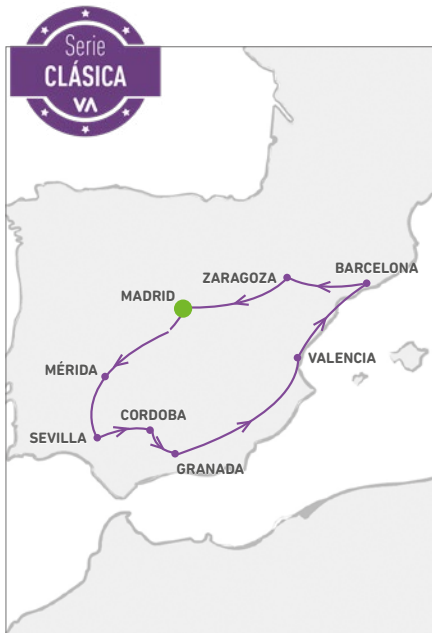 Serie
CLÁSICA
VA
ZARAGOZA
BARCELONA
MADRID
VALENCIA
MÉRIDA
CORDOBA
SEVILLA
GRANADA